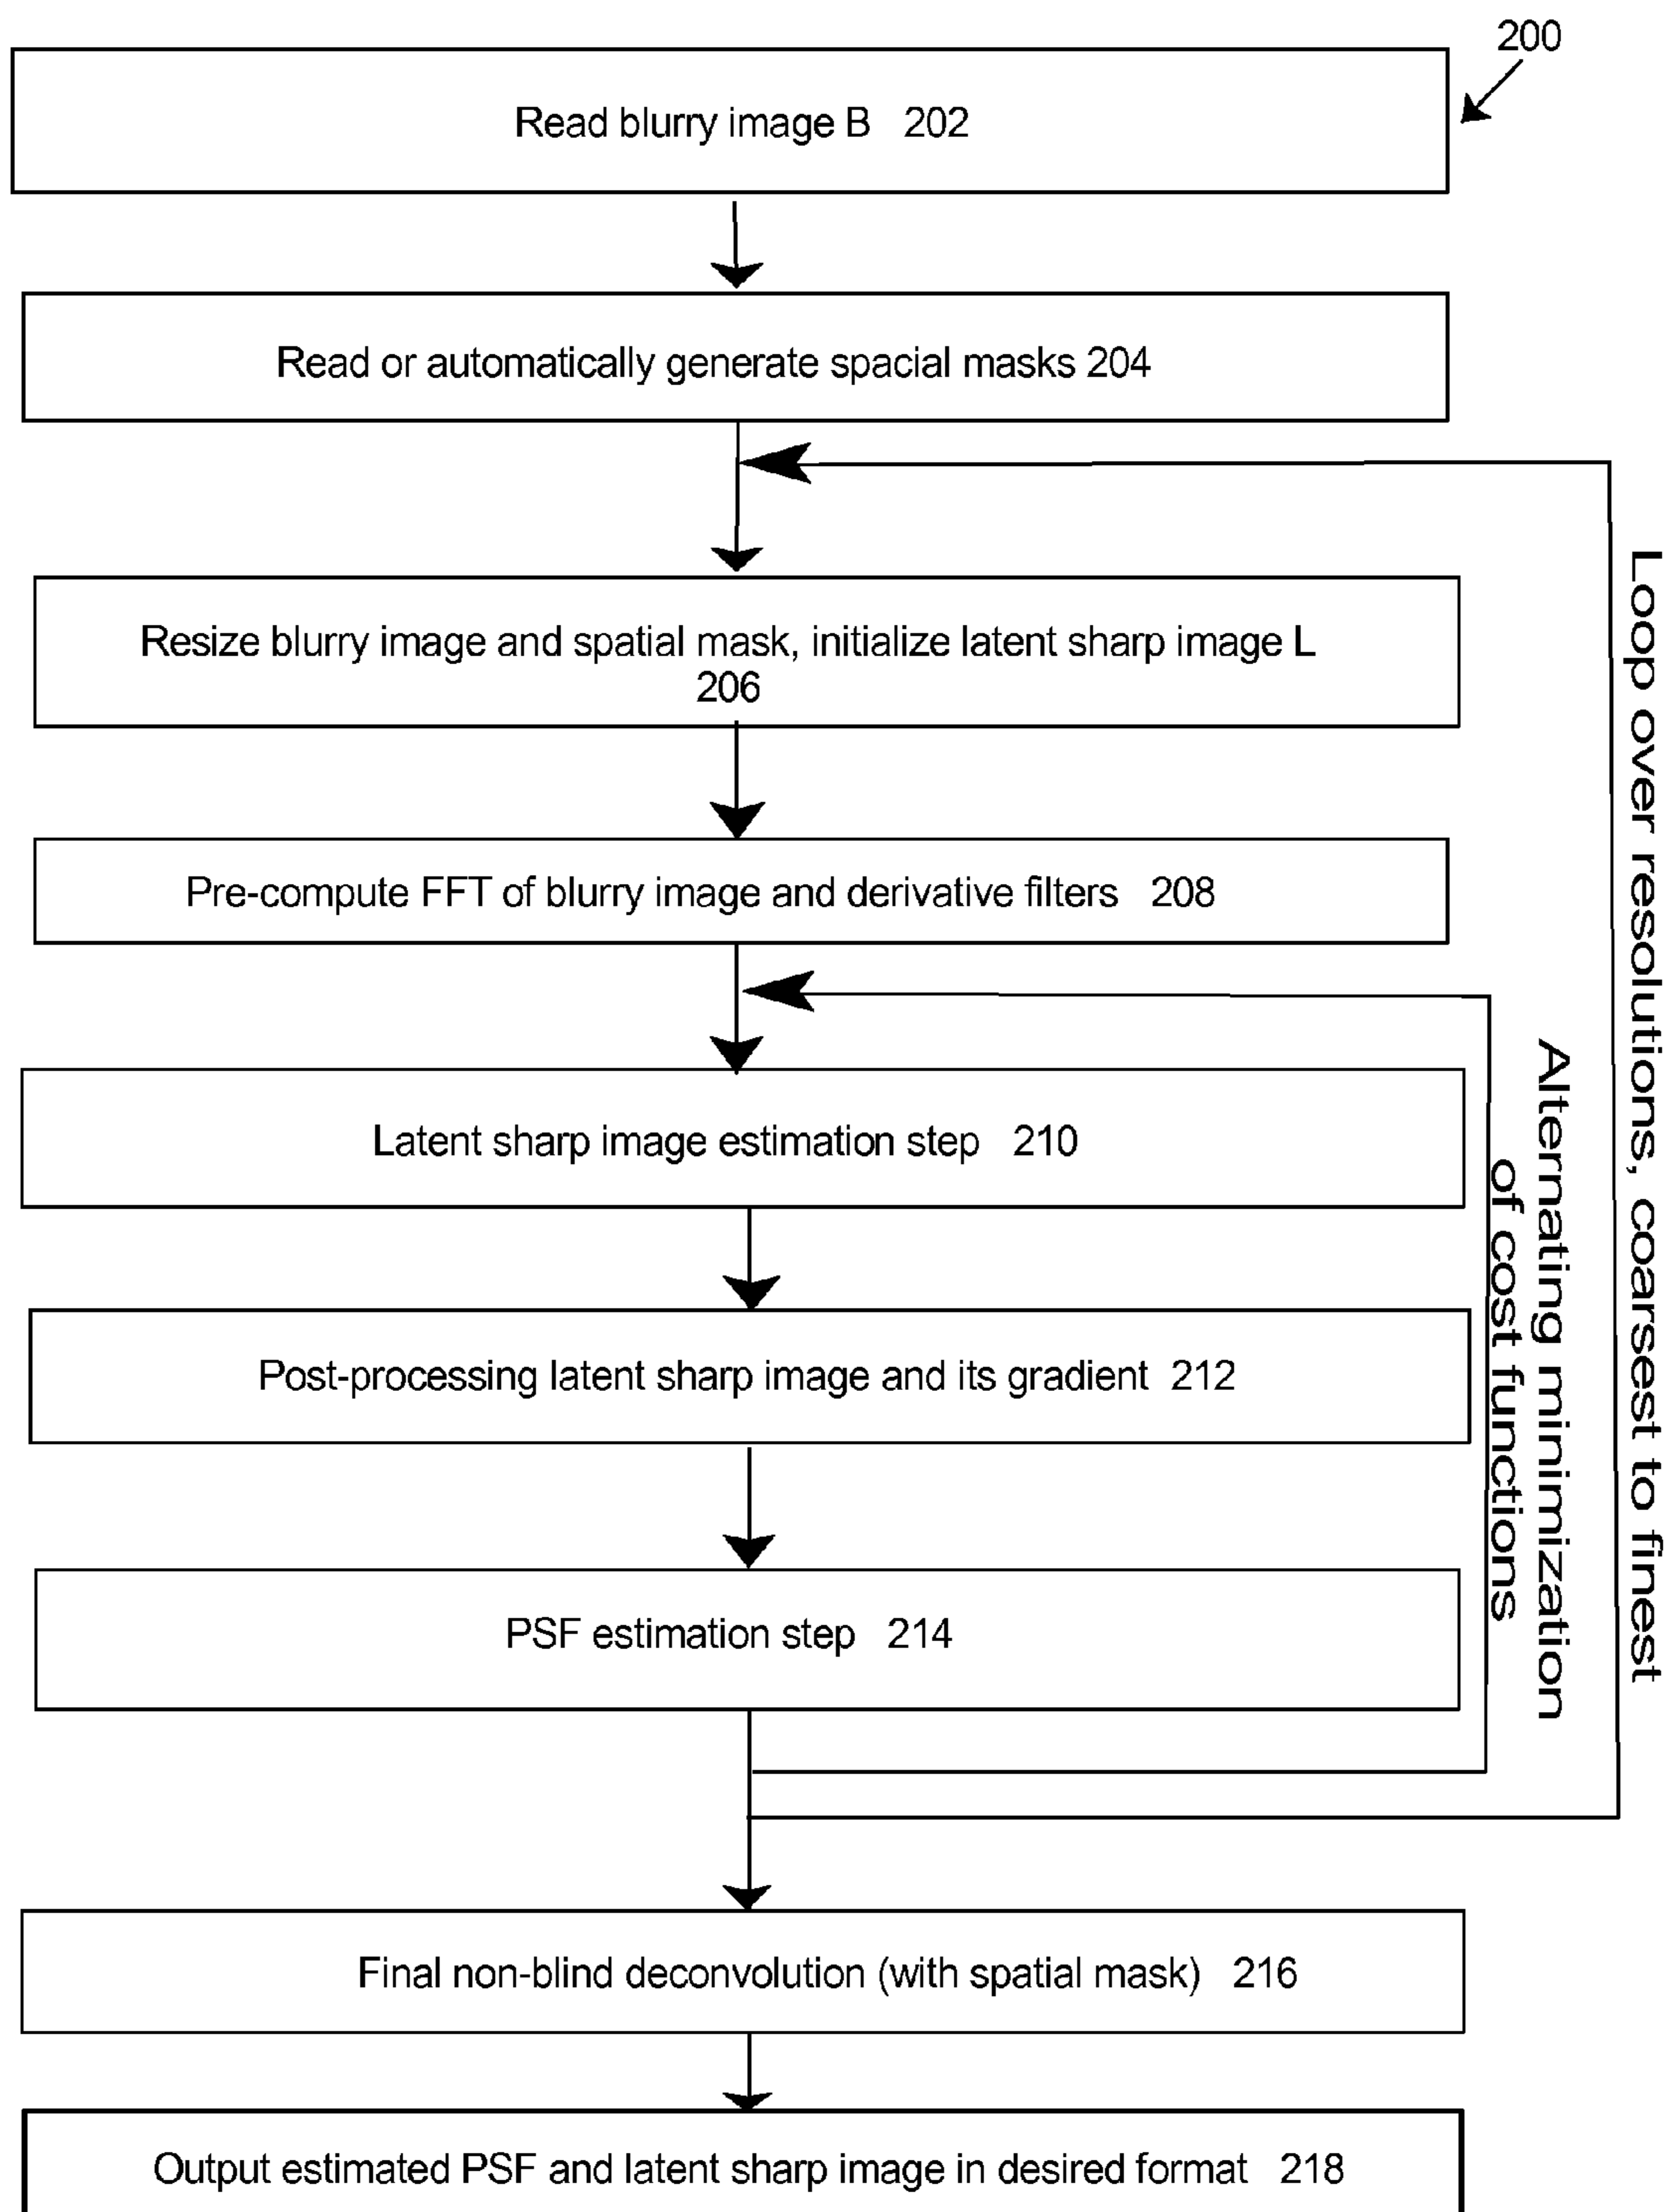 200
Read blurry image B 202
Read or automatically generate spacial masks 204
Resize blurry image and spatial mask, initialize latent sharp image L
206
Pre-compute FFT of blurry image and derivative filters 208
Latent sharp image estimation step 210
Post-processing latent sharp image and its gradient 212
PSF estimation step 214
Alternating minimization
of cost functions
Loop over resolutions, coarsest to finest
Final non-blind deconvolution (with spatial mask) 216
Output estimated PSF and latent sharp image in desired format 218